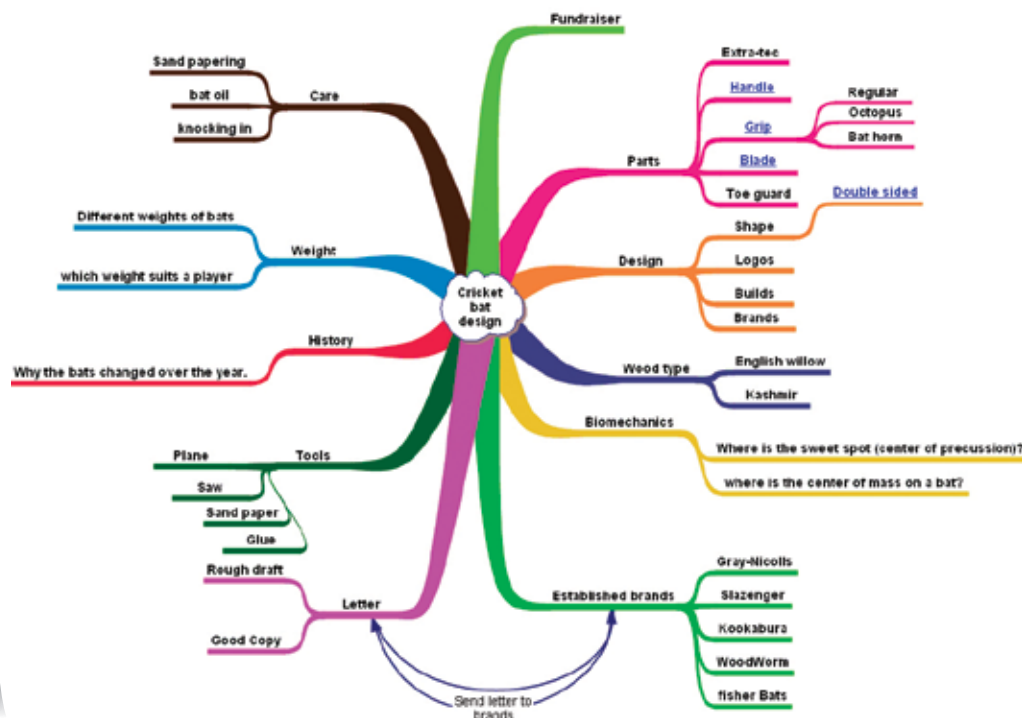 Fundraiser
Extra-tec
Handle
Grip
Regular
Octopus
Bat horn
Parts
Blade
Toe guard
Double sided
Shape
Design
Logos
Builds
Brands
Wood type
English willow
Kashmir
Biomechanics
Where is the sweet spot (center of precussion)?
where is the center of mass on a bat?
Established brands
Gray-Nicolls
Slazenger
Kookabura
WoodWorm
fisher Bats
Cricket
bat
design
Sand papering
bat oil
knocking in
Care
Different weights of bats
Weight
which weight suits a player
History
Why the bats changed over the year.
Plane
Tools
Saw
Sand paper
Glue
Rough draft
Letter
Good Copy
Send letter to
brands